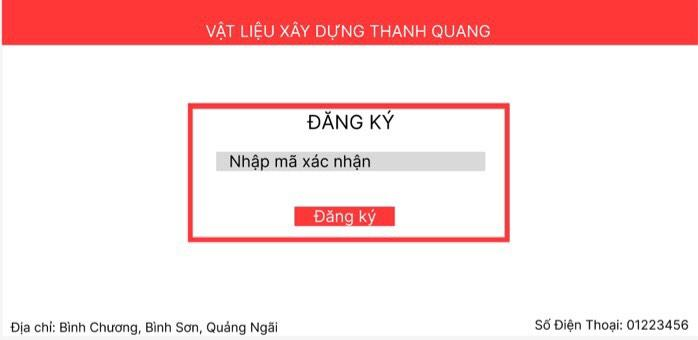 VẬT LIỆU XÂY DỰNG THANH QUANG
ĐĂNG KÝ
Nhập mã xác nhận
Đăng ký
Địa chỉ: Bình Chương, Bình Sơn, Quảng Ngãi
Số Điện Thoại: 01223456